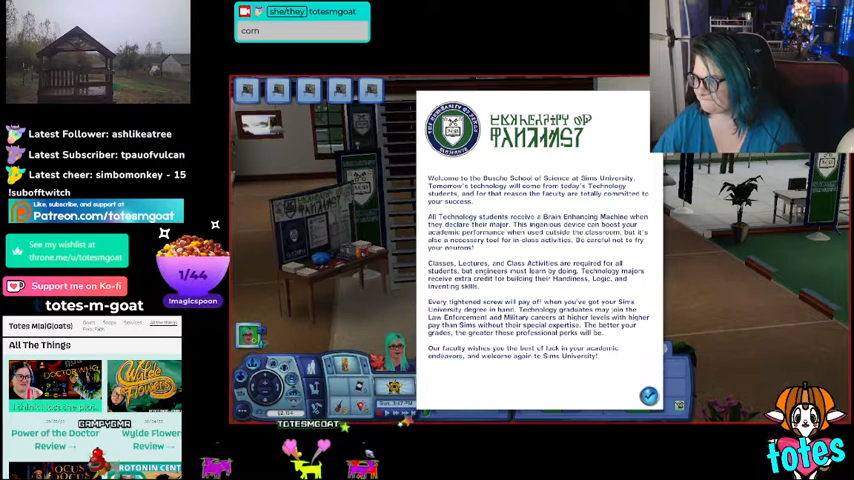 she/they totesmgoat
corn
Latest Follower: ashlikeatree
Latest Subscriber: tpauofvulcan
Latest cheer: simbomonkey - 15
!subofftwitch
Like, subscribe, and support at
Patreon.com/totesmgoat
See my wishlist at
throne.me/u/totesmgoat
1/44
Support me on Ko-fi
!magicspoon
totes-m-goat
Totes M(a)G(oats)
All The Things
All The Things
Power of the Doctor
Review →
Wylde Flower
Review →
Welcome to the Busche School of Science at Sims University.
Tomorrow's technology will come from today's Technology
students, and for that reason the faculty are totally committed to
your success.
All Technology students receive a Brain Enhancing Machine when
they declare their major. This ingenious device can boost your
academic performance when used outside the classroom, but it's
also a necessary tool for in-class activities. Be careful not to fry
your neurons!
Classes, Lectures, and Class Activities are required for all
students, but engineers must learn by doing. Technology majors
receive extra credit for building their Handiness, Logic, and
Inventing skills.
Every tightened screw will pay off when you've got your Sims
University degree in hand. Technology graduates may join the
Law Enforcement and Military careers at higher levels with higher
pay than Sims without their special expertise. The better your
grades, the greater these professional perks will be.
Our faculty wishes you the best of luck in your academic
endeavors, and welcome again to Sims University!
TOTESMGOAT
totes